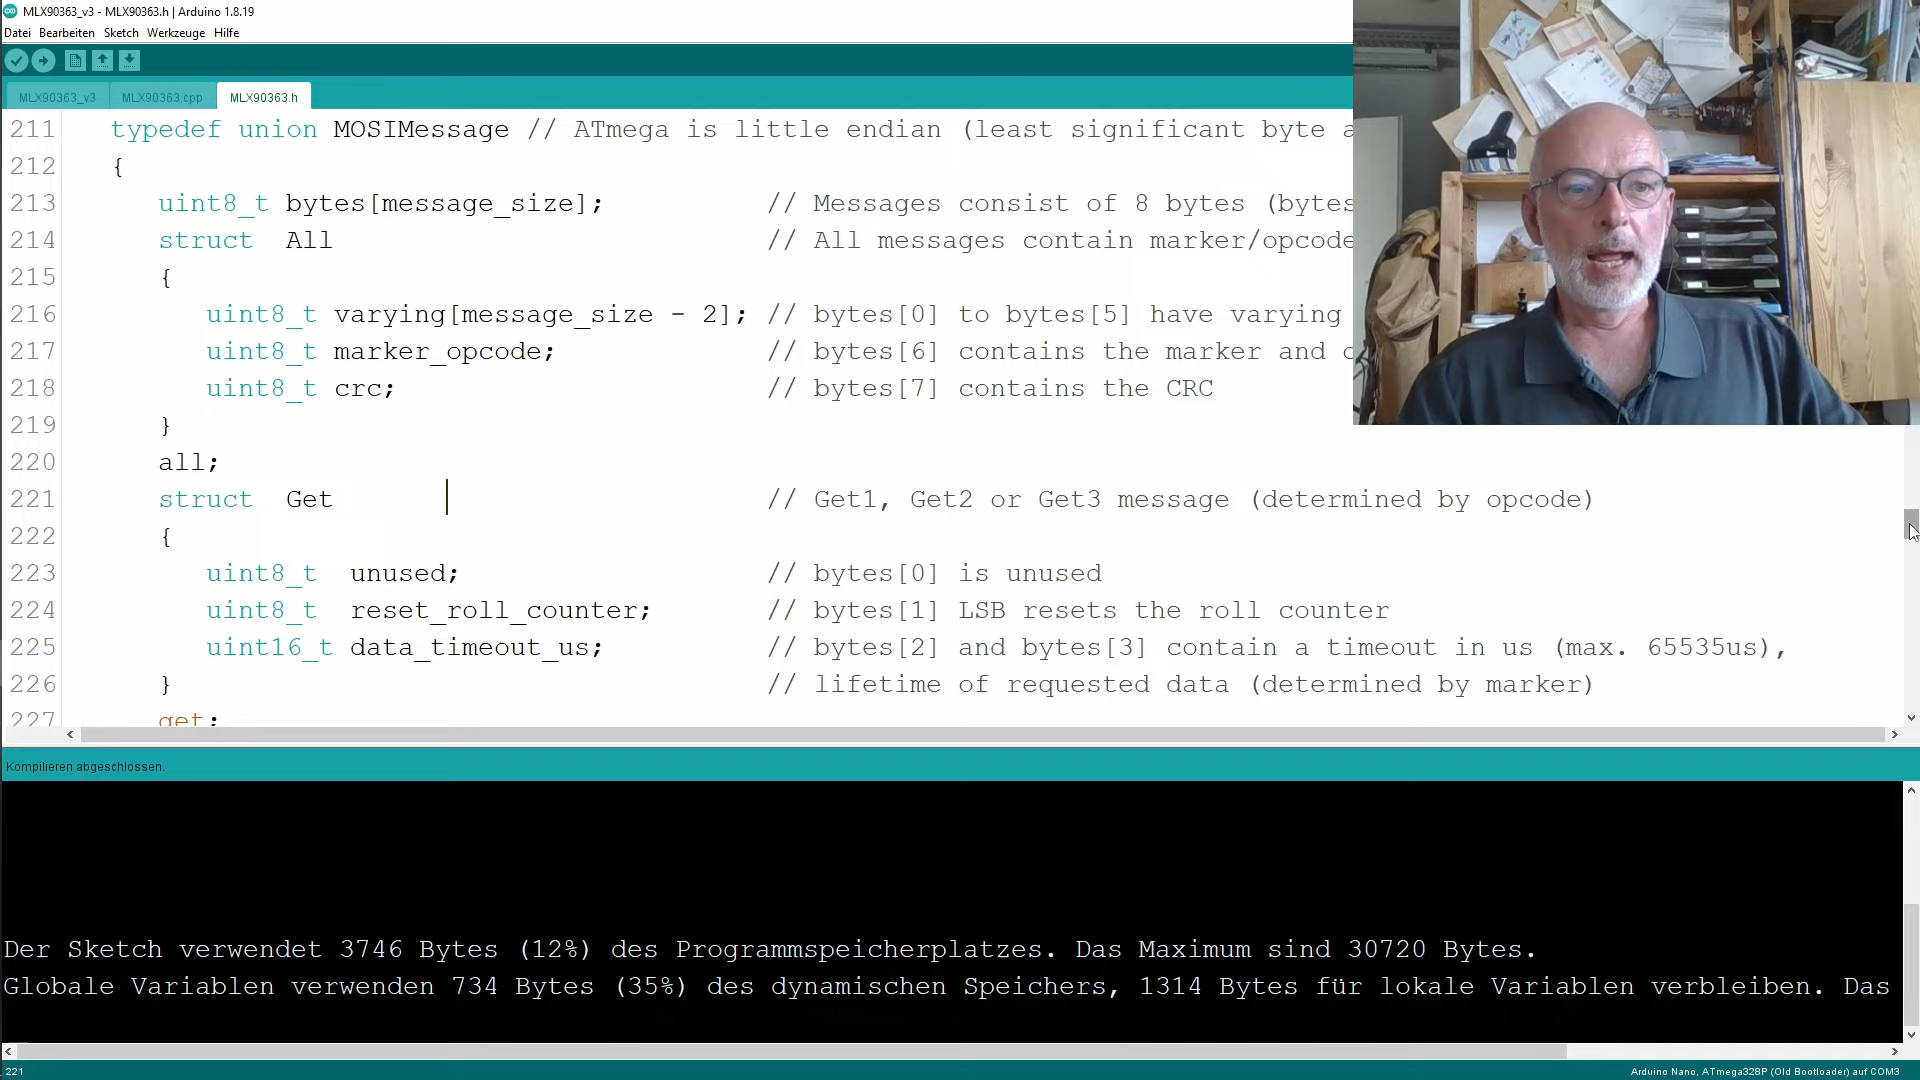 MLX90363_v3 - MLX90363.h | Arduino 1.8.19
Datei Bearbeiten Sketch Werkzeuge Hilfe
MLX90363_v3 MLX90363.cpp MLX90363.h
211 typedef union MOSIMessage // ATmega is little endian (least significant byte a
212 {
213 uint8_t bytes[message_size]; // Messages consist of 8 bytes (bytes
214 struct All // All messages contain marker/opcode
215 {
216 uint8_t varying[message_size - 2]; // bytes[0] to bytes[5] have varying
217 uint8_t marker_opcode; // bytes[6] contains the marker and o
218 uint8_t crc; // bytes[7] contains the CRC
219 }
220 all;
221 struct Get // Get1, Get2 or Get3 message (determined by opcode)
222 {
223 uint8_t unused; // bytes[0] is unused
224 uint8_t reset_roll_counter; // bytes[1] LSB resets the roll counter
225 uint16_t data_timeout_us; // bytes[2] and bytes[3] contain a timeout in us (max. 65535us),
226 } // lifetime of requested data (determined by marker)
227 get;
Kompilieren abgeschlossen.
Der Sketch verwendet 3746 Bytes (12%) des Programmspeicherplatzes. Das Maximum sind 30720 Bytes.
Globale Variablen verwenden 734 Bytes (35%) des dynamischen Speichers, 1314 Bytes für lokale Variablen verbleiben. Das
221
Arduino Nano, ATmega328P (Old Bootloader) auf COM3